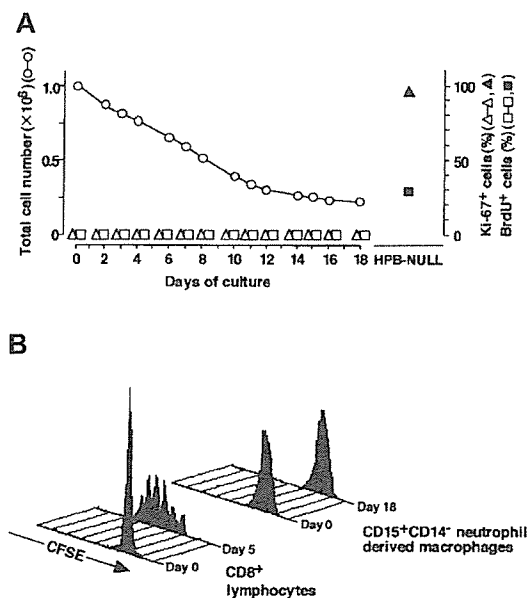 A
Total cell number (×10⁵) (○–○)
1.0
0.5
0
100
50
0
Ki-67⁺ cells (%) (△–△, ▲)
BrdU⁺ cells (%) (□–□, ■)
0 2 4 6 8 10 12 14 16 18 HPB-NULL
Days of culture
B
CFSE
Day 0
Day 5
CD8⁺
lymphocytes
Day 0
Day 18
CD15⁺CD14⁻ neutrophil
derived macrophages